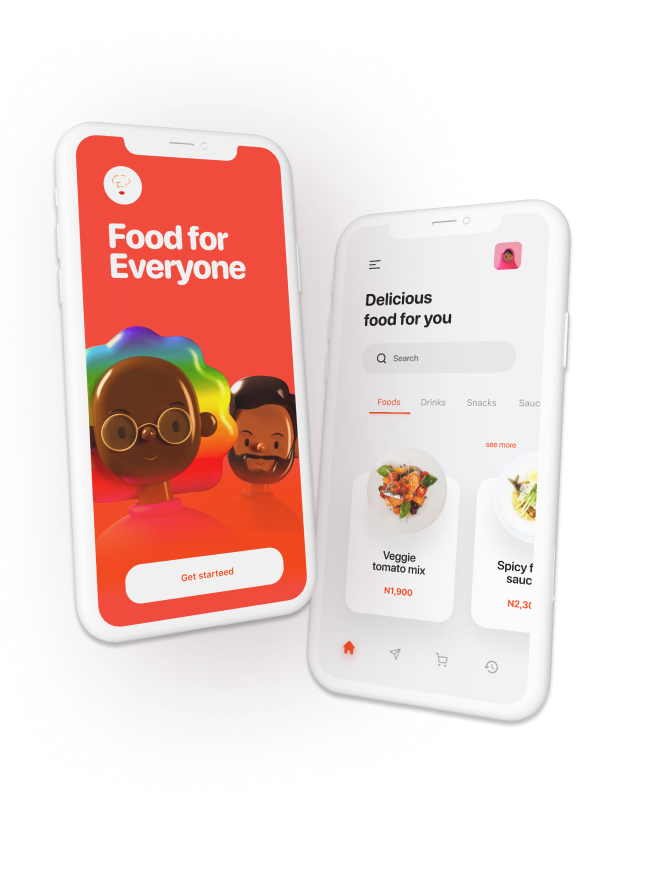 Food for
Everyone
Get starteed
Delicious
food for you
Search
Foods Drinks Snacks Sauc
see more
Veggie
tomato mix
N1,900
Spicy f
sauc
N2,30